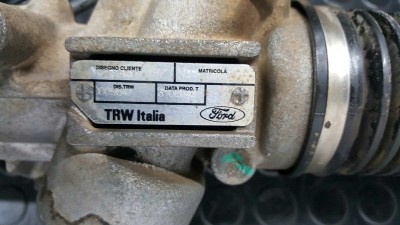 DISEGNO CLIENTE MATRICOLA
DIS. TRW DATA PROD. T
TRW Italia Ford